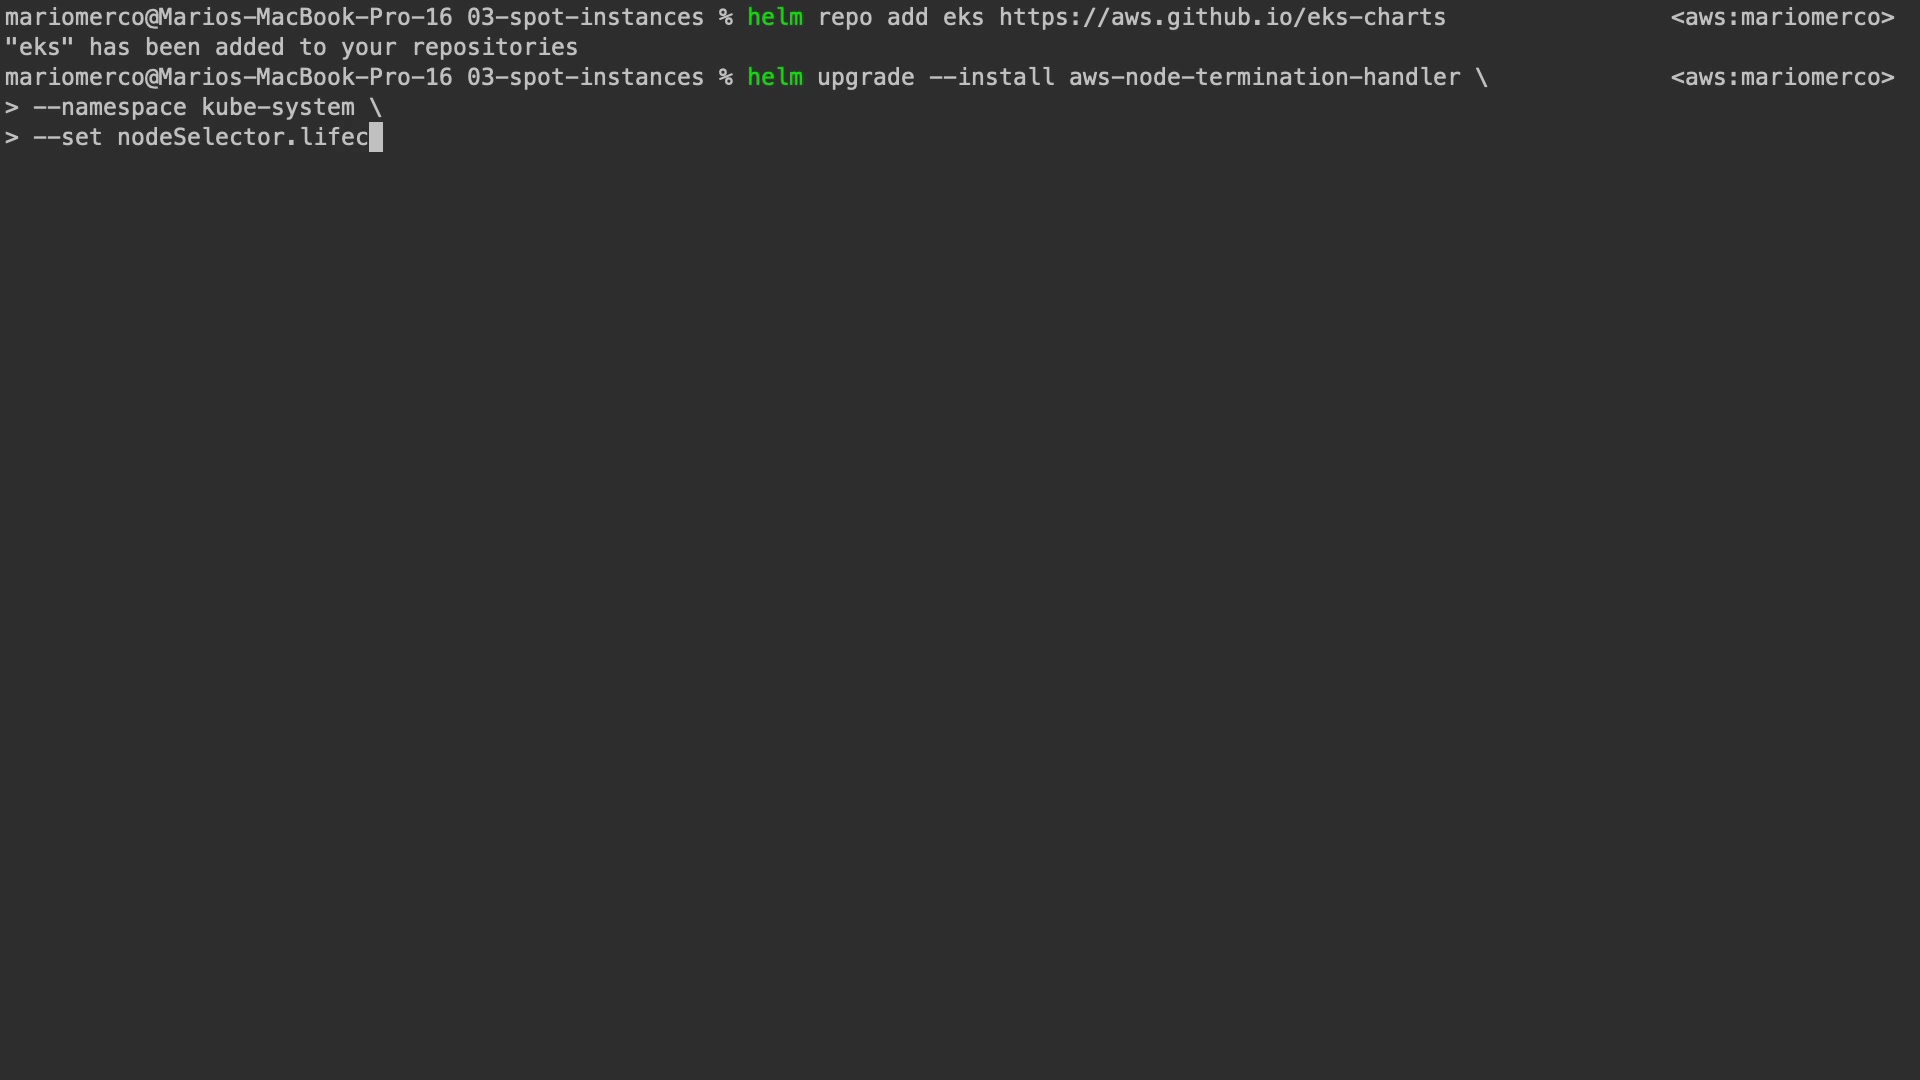 mariomerco@Marios-MacBook-Pro-16 03-spot-instances % helm repo add eks https://aws.github.io/eks-charts <aws:mariomerco>
"eks" has been added to your repositories
mariomerco@Marios-MacBook-Pro-16 03-spot-instances % helm upgrade --install aws-node-termination-handler \ <aws:mariomerco>
> --namespace kube-system \
> --set nodeSelector.lifec